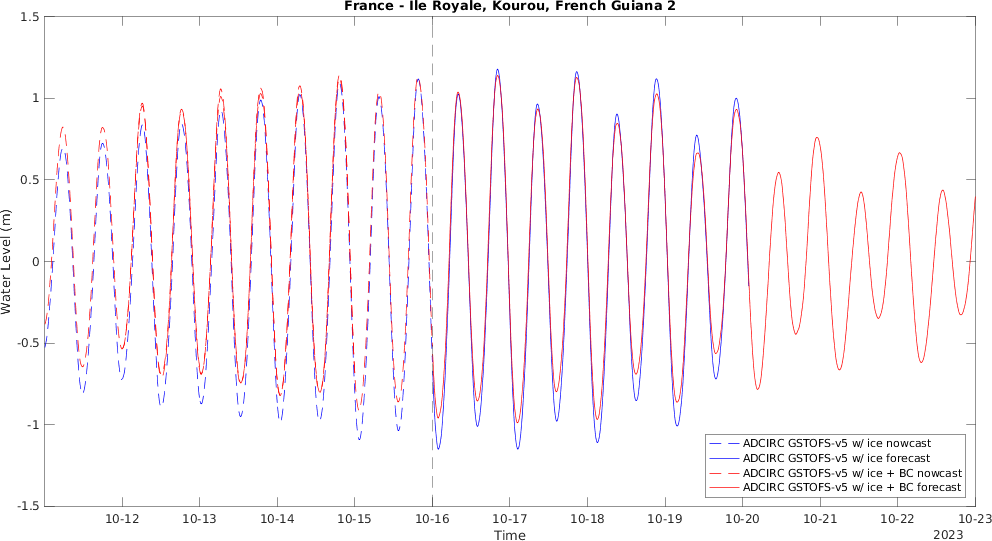 France - Ile Royale, Kourou, French Guiana 2
1.5
1
0.5
0
-0.5
-1
-1.5
Water Level (m)
10-12
10-13
10-14
10-15
10-16
10-17
10-18
10-19
10-20
10-21
10-22
10-23
Time
2023
ADCIRC GSTOFS-v5 w/ ice nowcast
ADCIRC GSTOFS-v5 w/ ice forecast
ADCIRC GSTOFS-v5 w/ ice + BC nowcast
ADCIRC GSTOFS-v5 w/ ice + BC forecast